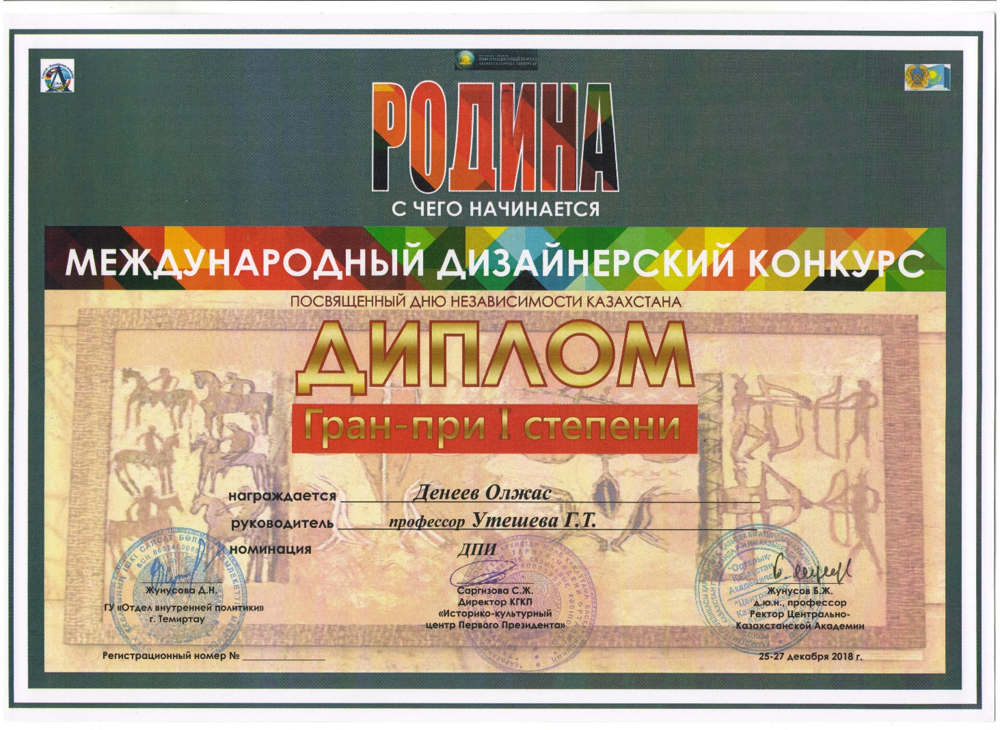 ИНФОРМАЦИОННЫЙ ПОРТАЛ
АКИМАТА ГОРОДА ТЕМИРТАУ
РОДИНА
С ЧЕГО НАЧИНАЕТСЯ
МЕЖДУНАРОДНЫЙ ДИЗАЙНЕРСКИЙ КОНКУРС
ПОСВЯЩЕННЫЙ ДНЮ НЕЗАВИСИМОСТИ КАЗАХСТАНА
ДИПЛОМ
Гран-при I степени
награждается Денеев Олжас
руководитель профессор Утешева Г.Т.
номинация ДПИ
Жунусова Д.Н.
ГУ «Отдел внутренней политики»
г. Темиртау
Саргизова С.Ж.
Директор КГКП
«Историко-культурный
центр Первого Президента»
Жунусов Б.Ж.
д.ю.н., профессор
Ректор Центрально-
Казахстанской Академии
Регистрационный номер №
25-27 декабря 2018 г.